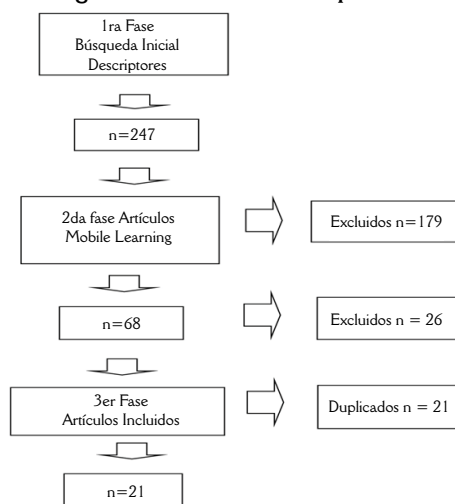 1ra Fase
Búsqueda Inicial
Descriptores
n=247
2da fase Artículos
Mobile Learning
Excluidos n=179
n=68
Excluidos n = 26
3er Fase
Artículos Incluidos
Duplicados n = 21
n=21